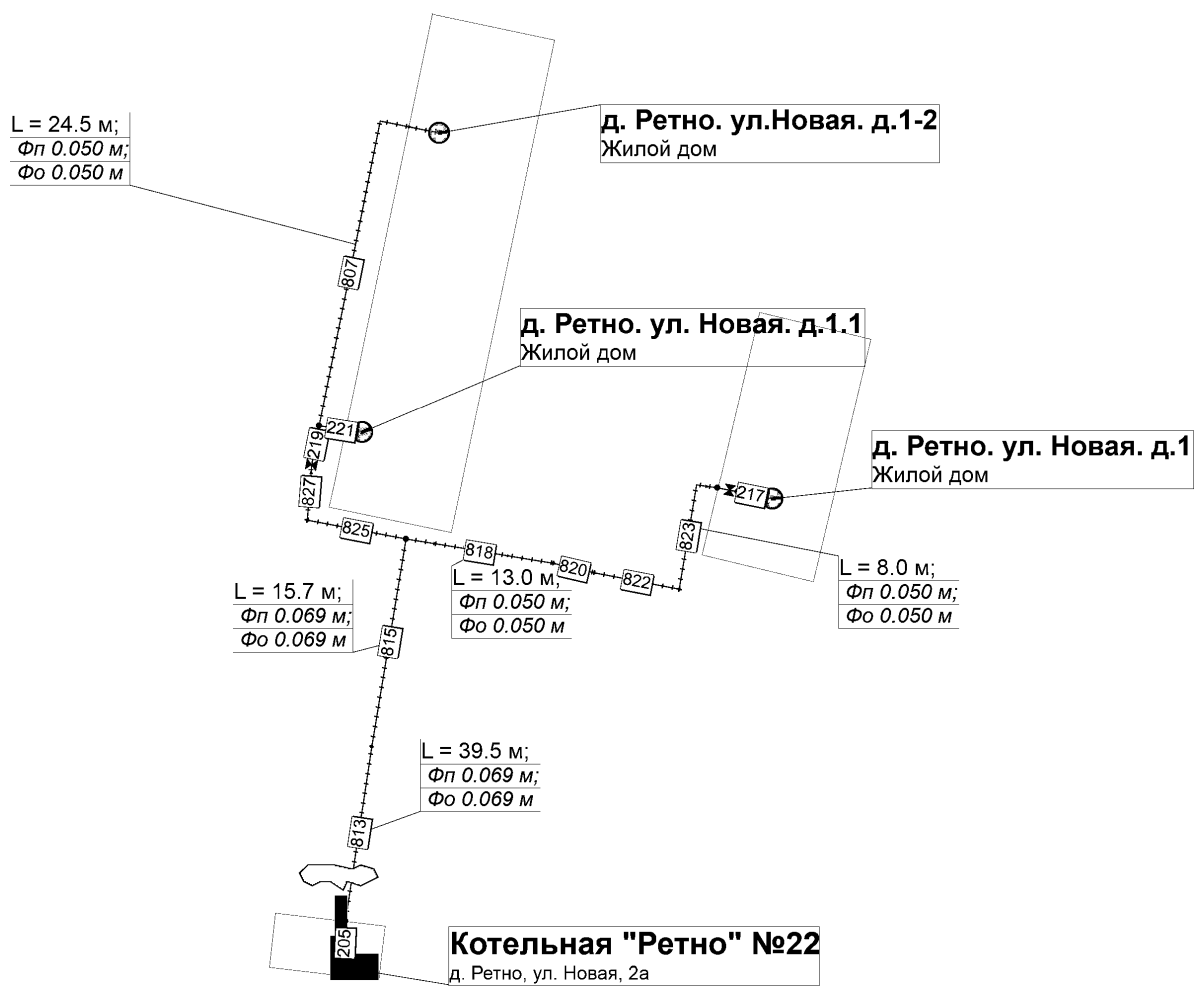 д. Ретно. ул.Новая. д.1-2
Жилой дом
L = 24.5 м;
Фп 0.050 м;
Фо 0.050 м
807
д. Ретно. ул. Новая. д.1.1
Жилой дом
221
219
д. Ретно. ул. Новая. д.1
Жилой дом
827
217
825
823
818
820
822
L = 13.0 м;
Фп 0.050 м;
Фо 0.050 м
L = 8.0 м;
Фп 0.050 м;
Фо 0.050 м
L = 15.7 м;
Фп 0.069 м;
Фо 0.069 м
815
L = 39.5 м;
Фп 0.069 м;
Фо 0.069 м
813
205
Котельная "Ретно" №22
д. Ретно, ул. Новая, 2а